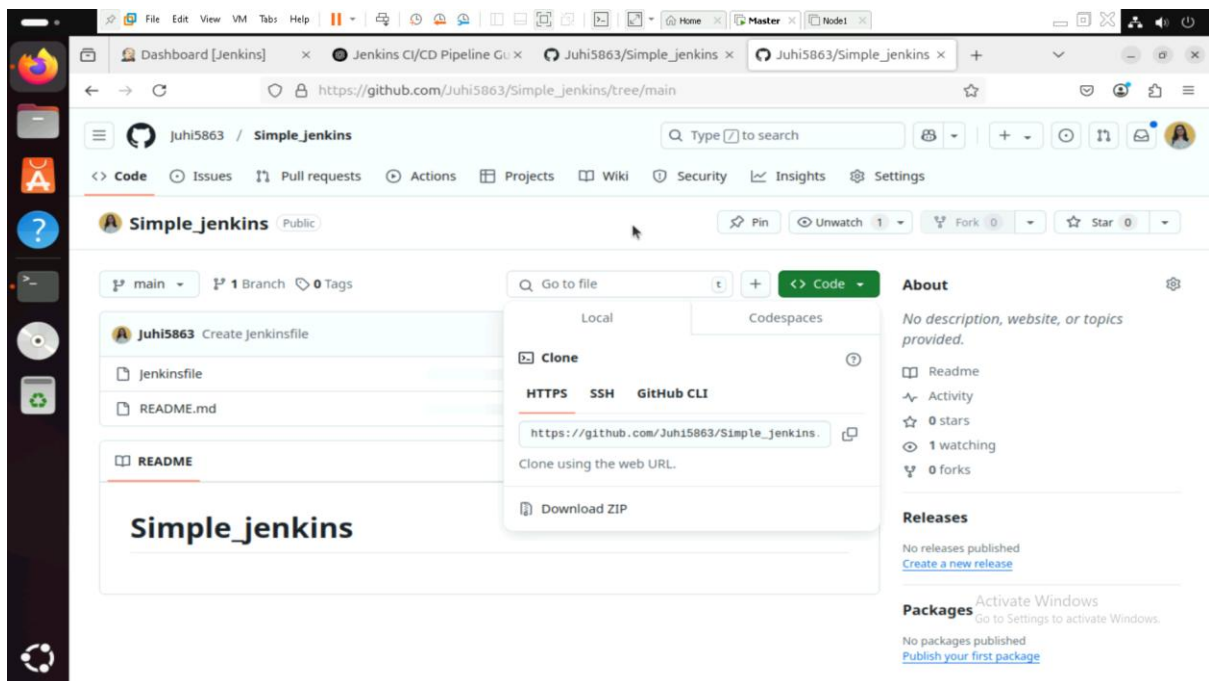 File Edit View VM Tabs Help Home × Master × Node1 ×
Dashboard [Jenkins] × Jenkins CI/CD Pipeline Gu × Juhi5863/Simple_jenkins × Juhi5863/Simple_jenkins ×
https://github.com/Juhi5863/Simple_jenkins/tree/main
Juhi5863 / Simple_jenkins Type / to search
<> Code Issues Pull requests Actions Projects Wiki Security Insights Settings
Simple_jenkins Public Pin Unwatch 1 Fork 0 Star 0
main 1 Branch 0 Tags Go to file t + <> Code About
Local Codespaces
No description, website, or topics
provided.
Juhi5863 Create Jenkinsfile
Clone
Jenkinsfile
Readme
HTTPS SSH GitHub CLI
Activity
README.md
0 stars
https://github.com/Juhi5863/Simple_jenkins.
1 watching
README
Clone using the web URL.
0 forks
Download ZIP
Simple_jenkins
Releases
No releases published
Create a new release
Activate Windows
Packages
Go to Settings to activate Windows.
No packages published
Publish your first package